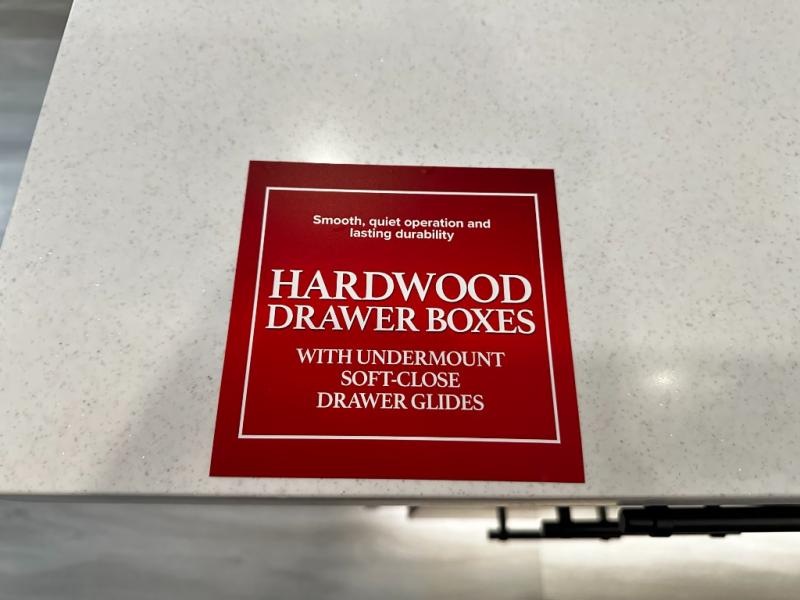 Smooth, quiet operation and
lasting durability
HARDWOOD
DRAWER BOXES
WITH UNDERMOUNT
SOFT-CLOSE
DRAWER GLIDES